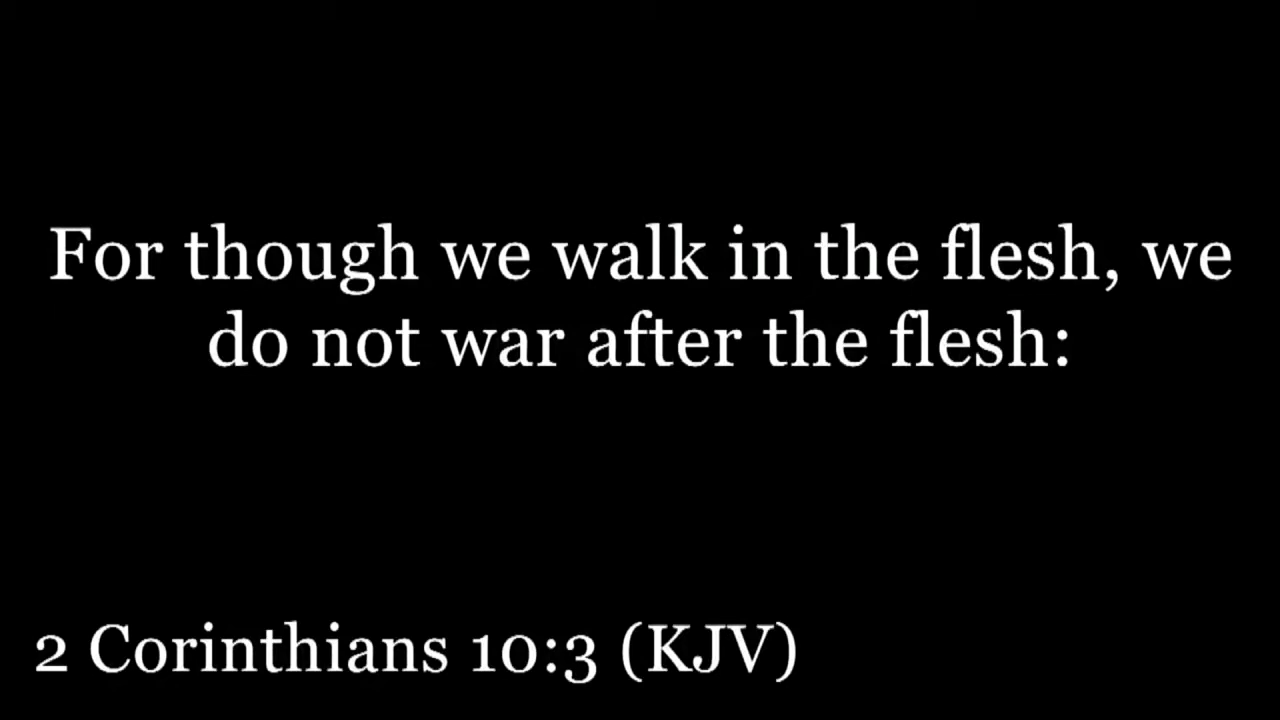 For though we walk in the flesh, we
do not war after the flesh:
2 Corinthians 10:3 (KJV)